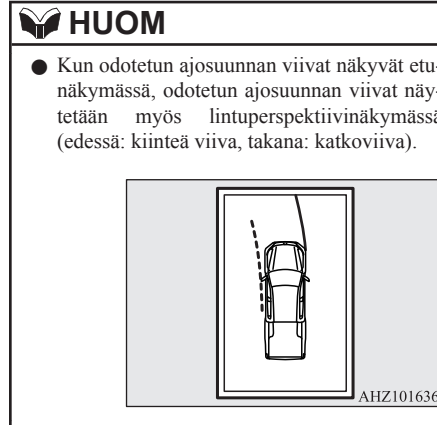 HUOM
● Kun odotetun ajosuunnan viivat näkyvät etu-
näkymässä, odotetun ajosuunnan viivat näy-
tetään myös lintuperspektiivinäkymässä
(edessä: kiinteä viiva, takana: katkoviiva).
AHZ101636